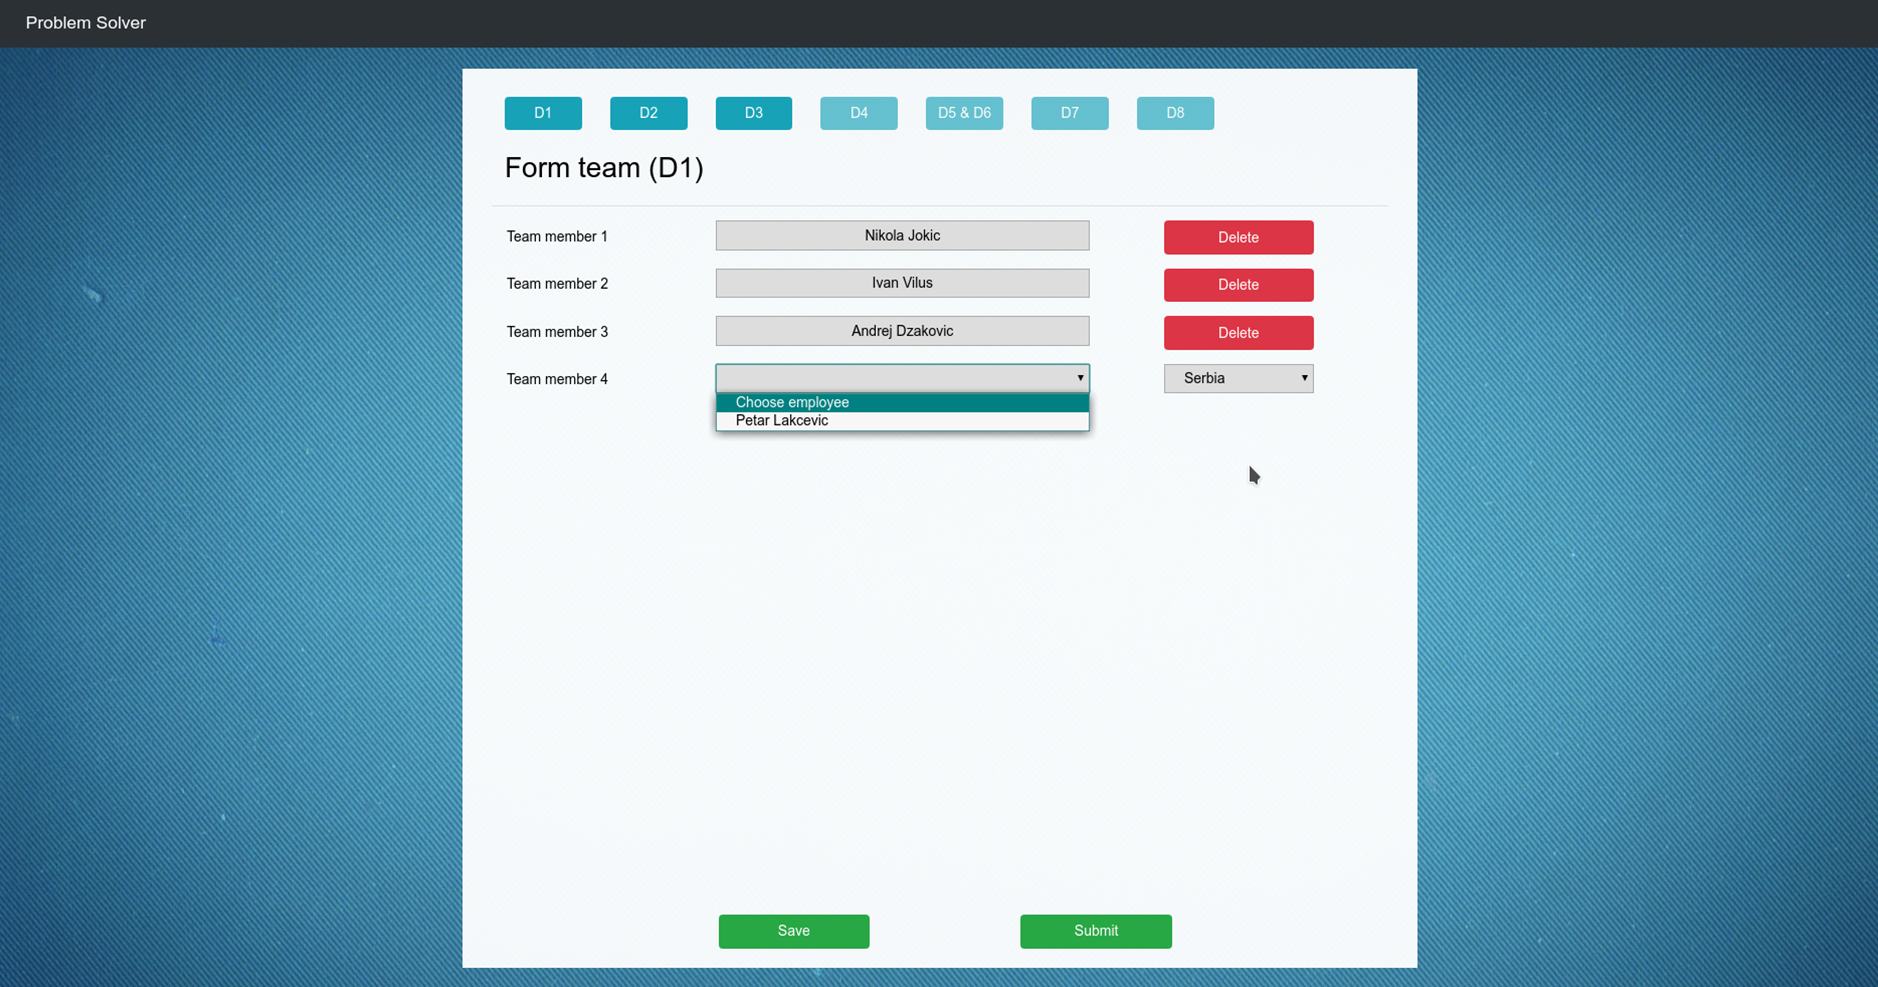 Problem Solver
D1 D2 D3 D4 D5 & D6 D7 D8
Form team (D1)
Team member 1 Nikola Jokic Delete
Team member 2 Ivan Vilus Delete
Team member 3 Andrej Dzakovic Delete
Team member 4 Serbia
Choose employee
Petar Lakcevic
Save Submit